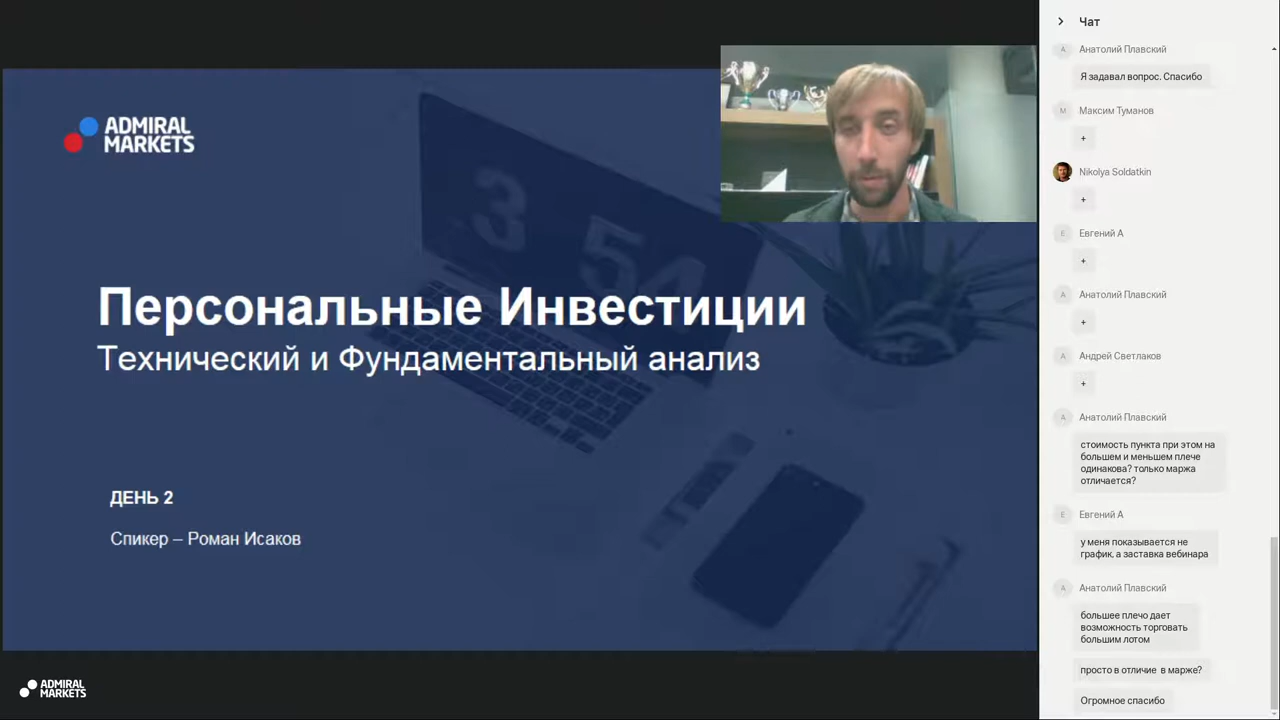 ADMIRAL
MARKETS
Персональные Инвестиции
Технический и Фундаментальный анализ
ДЕНЬ 2
Спикер – Роман Исаков
ADMIRAL
MARKETS
Чат
А
Анатолий Плавский
Я задавал вопрос. Спасибо
М
Максим Туманов
+
Nikolya Soldatkin
+
Е
Евгений А
+
А
Анатолий Плавский
+
А
Андрей Светлаков
+
А
Анатолий Плавский
стоимость пункта при этом на
большем и меньшем плече
одинакова? только маржа
отличается?
Е
Евгений А
у меня показывается не
график, а заставка вебинара
А
Анатолий Плавский
большее плечо дает
возможность торговать
большим лотом
просто в отличие в марже?
Огромное спасибо